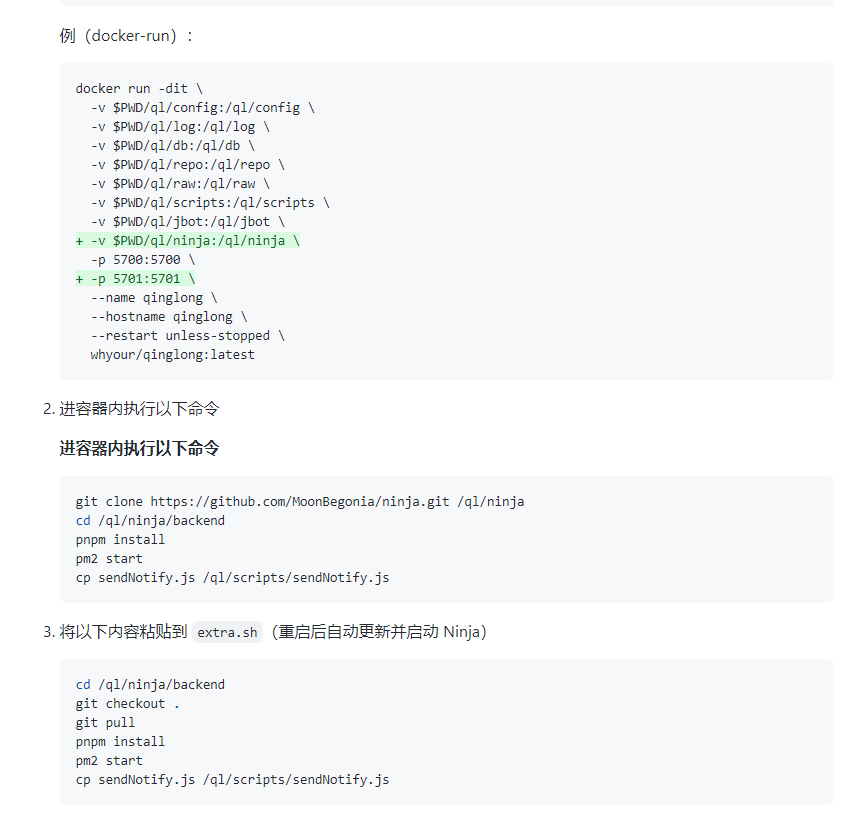 例（docker-run）：
docker run -dit \
-v $PWD/ql/config:/ql/config \
-v $PWD/ql/log:/ql/log \
-v $PWD/ql/db:/ql/db \
-v $PWD/ql/repo:/ql/repo \
-v $PWD/ql/raw:/ql/raw \
-v $PWD/ql/scripts:/ql/scripts \
-v $PWD/ql/jbot:/ql/jbot \
+ -v $PWD/ql/ninja:/ql/ninja \
-p 5700:5700 \
+ -p 5701:5701 \
--name qinglong \
--hostname qinglong \
--restart unless-stopped \
whyour/qinglong:latest
2. 进容器内执行以下命令
进容器内执行以下命令
git clone https://github.com/MoonBegonia/ninja.git /ql/ninja
cd /ql/ninja/backend
pnpm install
pm2 start
cp sendNotify.js /ql/scripts/sendNotify.js
3. 将以下内容粘贴到 extra.sh（重启后自动更新并启动 Ninja）
cd /ql/ninja/backend
git checkout .
git pull
pnpm install
pm2 start
cp sendNotify.js /ql/scripts/sendNotify.js